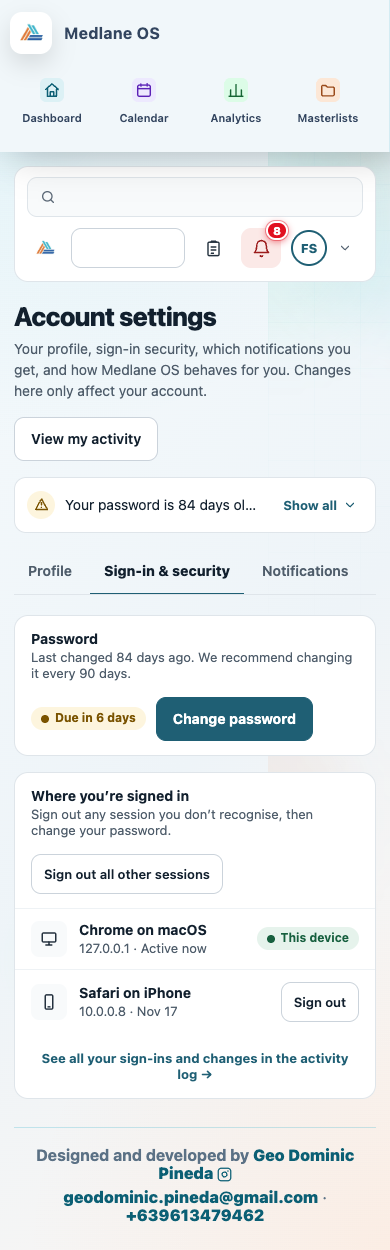 Medlane OS
Dashboard
Calendar
Analytics
Masterlists
8
FS
Account settings
Your profile, sign-in security, which notifications you
get, and how Medlane OS behaves for you. Changes
here only affect your account.
View my activity
Your password is 84 days ol...
Show all
Profile
Sign-in & security
Notifications
Password
Last changed 84 days ago. We recommend changing
it every 90 days.
Due in 6 days
Change password
Where you’re signed in
Sign out any session you don’t recognise, then
change your password.
Sign out all other sessions
Chrome on macOS
127.0.0.1 · Active now
This device
Safari on iPhone
10.0.0.8 · Nov 17
Sign out
See all your sign-ins and changes in the activity
log →
Designed and developed by Geo Dominic
Pineda
geodominic.pineda@gmail.com ·
+639613479462